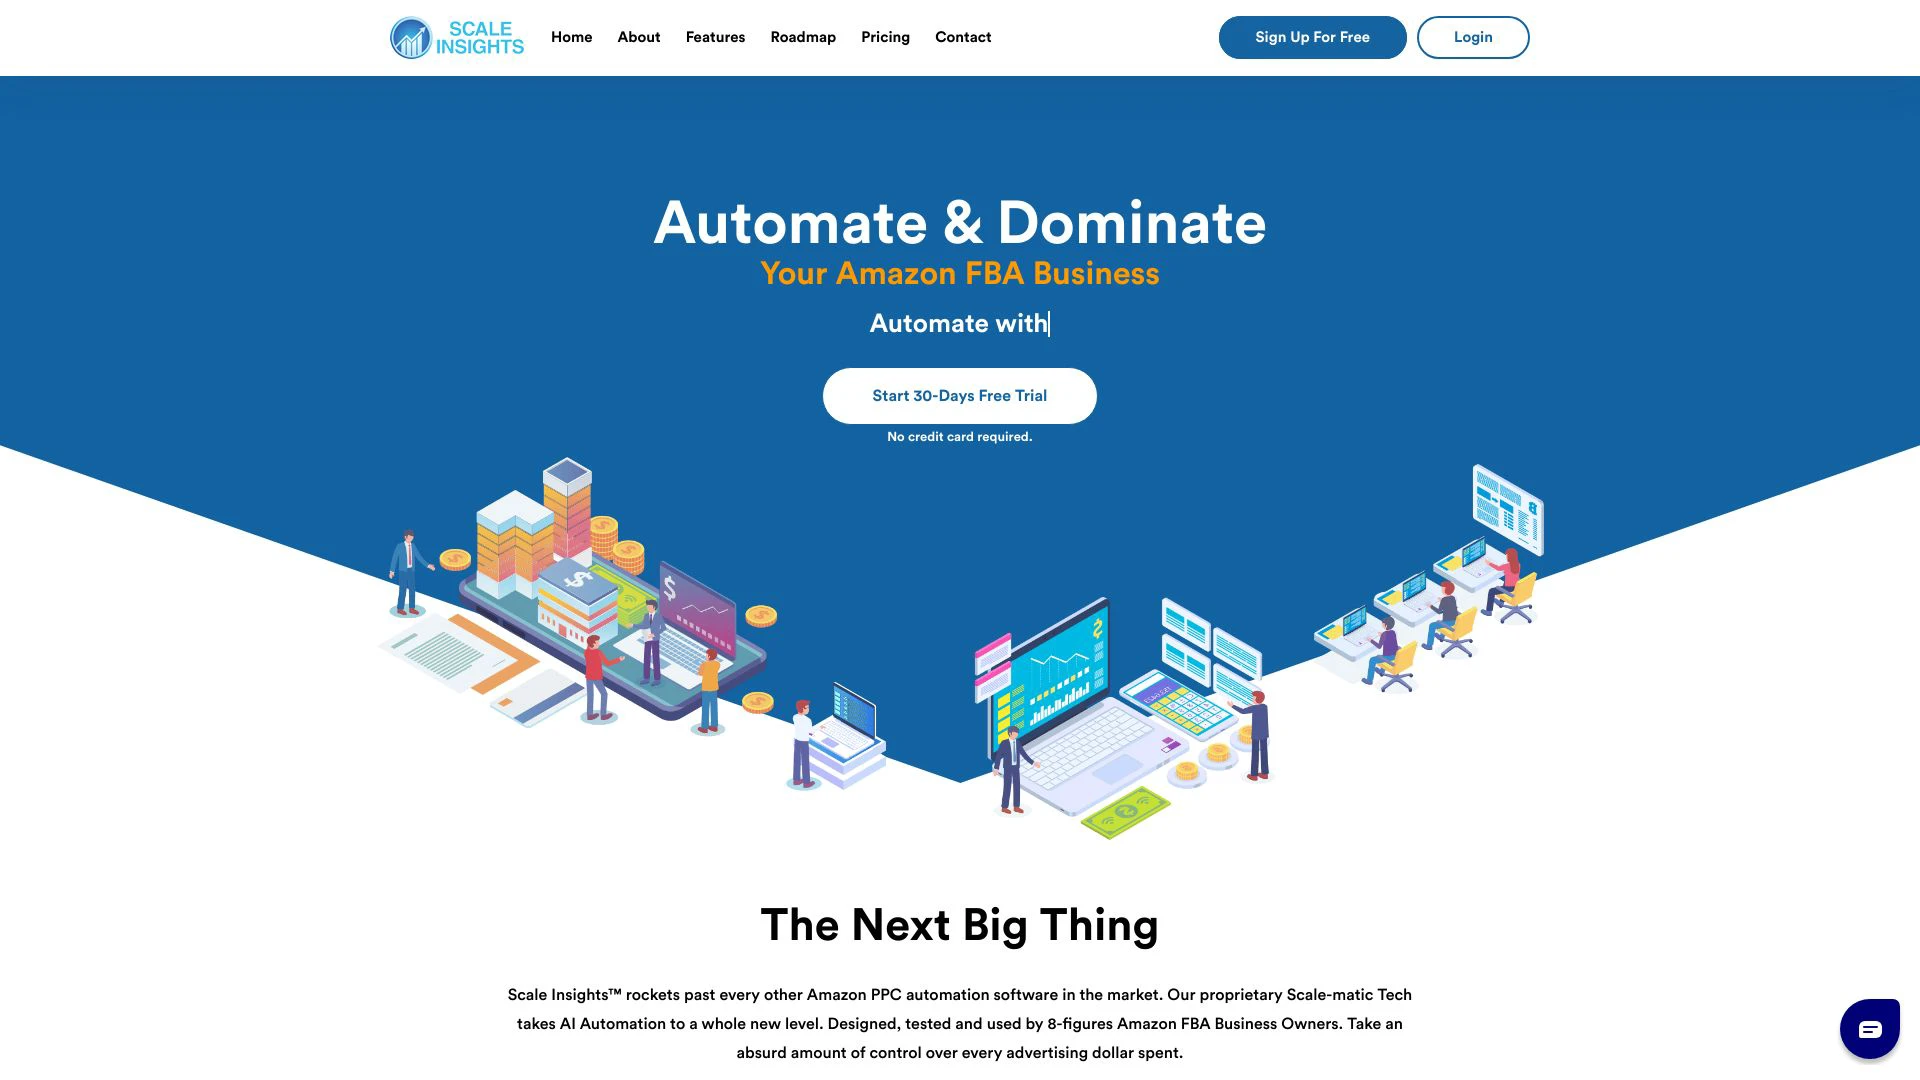 SCALE
INSIGHTS
Home
About
Features
Roadmap
Pricing
Contact
Sign Up For Free
Login
Automate & Dominate
Your Amazon FBA Business
Automate with
Start 30-Days Free Trial
No credit card required.
The Next Big Thing
Scale Insights™ rockets past every other Amazon PPC automation software in the market. Our proprietary Scale-matic Tech
takes AI Automation to a whole new level. Designed, tested and used by 8-figures Amazon FBA Business Owners. Take an
absurd amount of control over every advertising dollar spent.